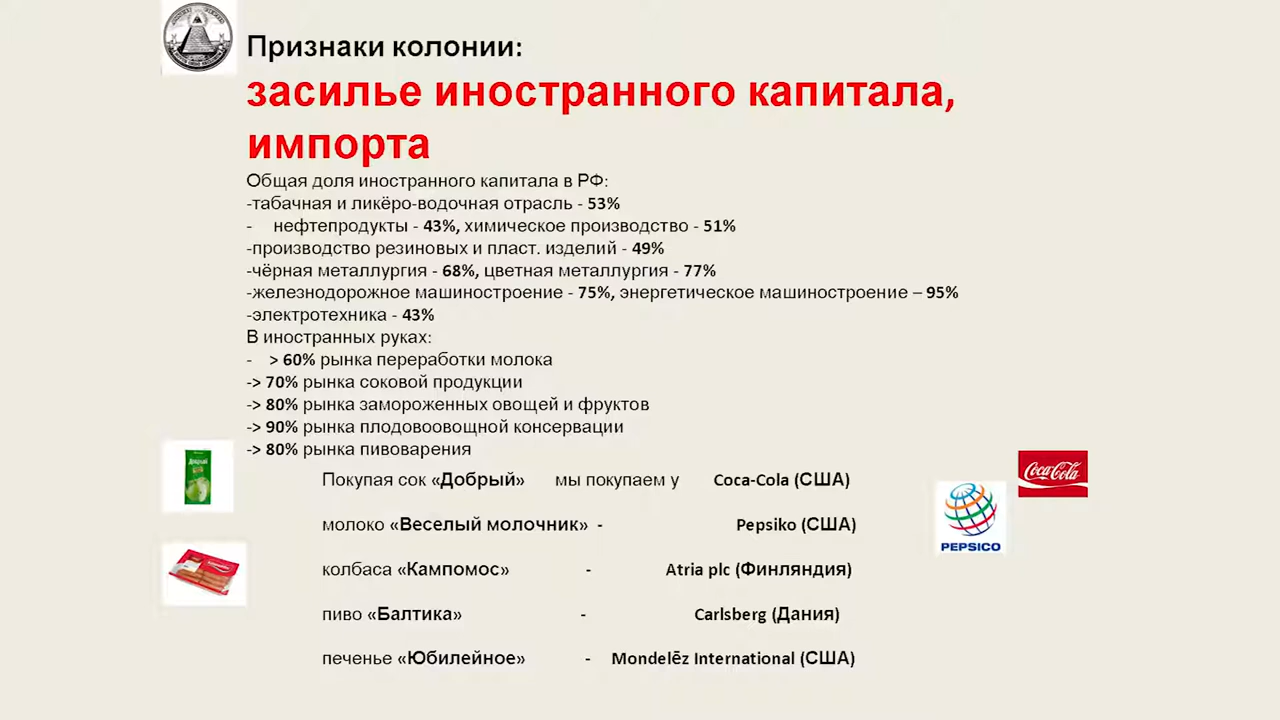 Признаки колонии:
засилье иностранного капитала,
импорта
Общая доля иностранного капитала в РФ:
-табачная и ликёро-водочная отрасль - 53%
- нефтепродукты - 43%, химическое производство - 51%
-производство резиновых и пласт. изделий - 49%
-чёрная металлургия - 68%, цветная металлургия - 77%
-железнодорожное машиностроение - 75%, энергетическое машиностроение – 95%
-электротехника - 43%
В иностранных руках:
- > 60% рынка переработки молока
-> 70% рынка соковой продукции
-> 80% рынка замороженных овощей и фруктов
-> 90% рынка плодовоовощной консервации
-> 80% рынка пивоварения
Покупая сок «Добрый» мы покупаем у Coca-Cola (США)
Coca-Cola
молоко «Веселый молочник» - Pepsiko (США)
PEPSICO
колбаса «Кампомос» - Atria plc (Финляндия)
пиво «Балтика» - Carlsberg (Дания)
печенье «Юбилейное» - Mondelēz International (США)
Добрый